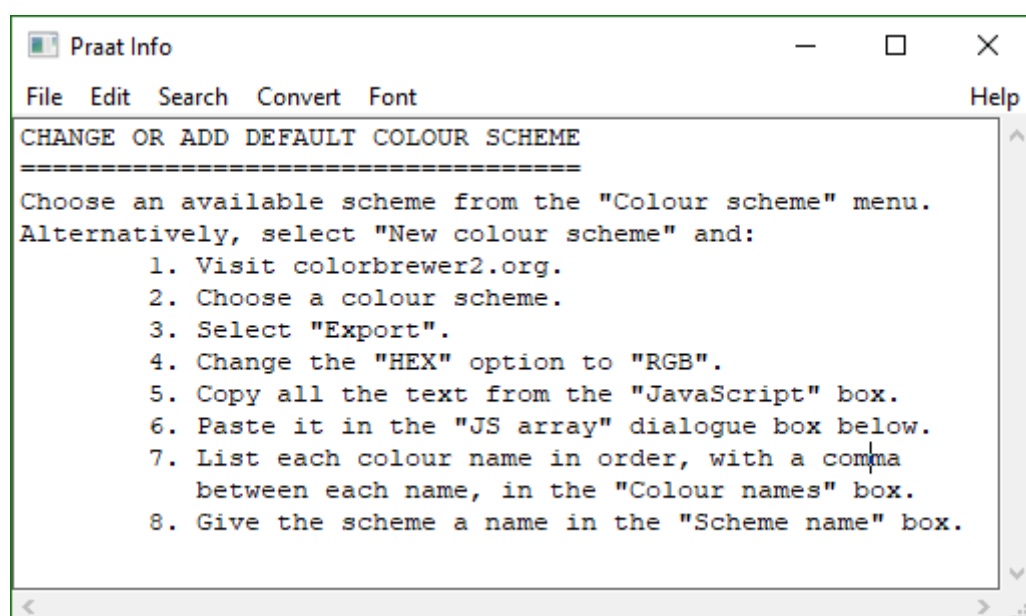 Praat Info
File Edit Search Convert Font Help
CHANGE OR ADD DEFAULT COLOUR SCHEME
===================================
Choose an available scheme from the "Colour scheme" menu.
Alternatively, select "New colour scheme" and:
1. Visit colorbrewer2.org.
2. Choose a colour scheme.
3. Select "Export".
4. Change the "HEX" option to "RGB".
5. Copy all the text from the "JavaScript" box.
6. Paste it in the "JS array" dialogue box below.
7. List each colour name in order, with a comma
between each name, in the "Colour names" box.
8. Give the scheme a name in the "Scheme name" box.